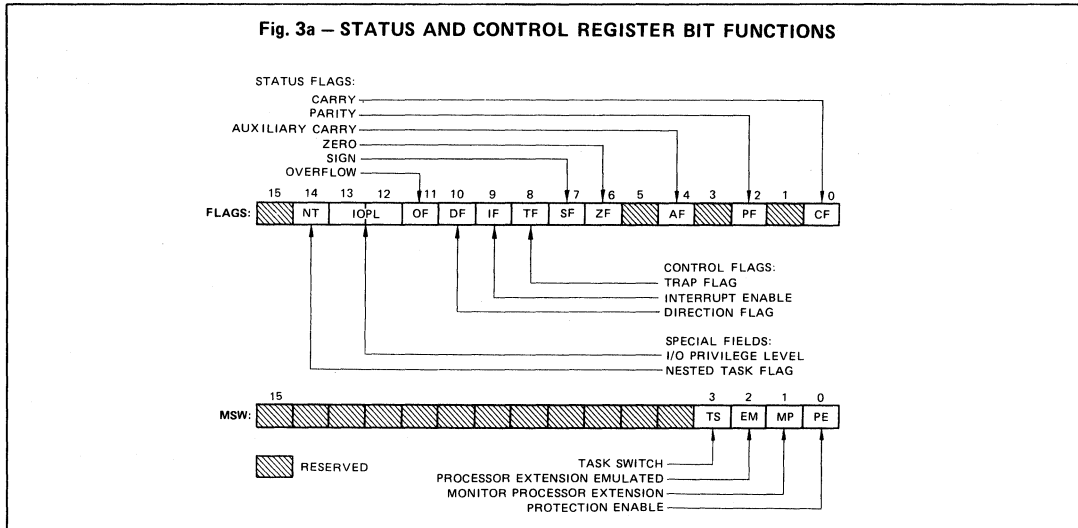 Fig. 3a – STATUS AND CONTROL REGISTER BIT FUNCTIONS
STATUS FLAGS:
CARRY
PARITY
AUXILIARY CARRY
ZERO
SIGN
OVERFLOW
15 14 13 12 11 10 9 8 7 6 5 4 3 2 1 0
FLAGS: NT IOPL OF DF IF TF SF ZF AF PF CF
CONTROL FLAGS:
TRAP FLAG
INTERRUPT ENABLE
DIRECTION FLAG
SPECIAL FIELDS:
I/O PRIVILEGE LEVEL
NESTED TASK FLAG
15 3 2 1 0
MSW: TS EM MP PE
RESERVED
TASK SWITCH
PROCESSOR EXTENSION EMULATED
MONITOR PROCESSOR EXTENSION
PROTECTION ENABLE